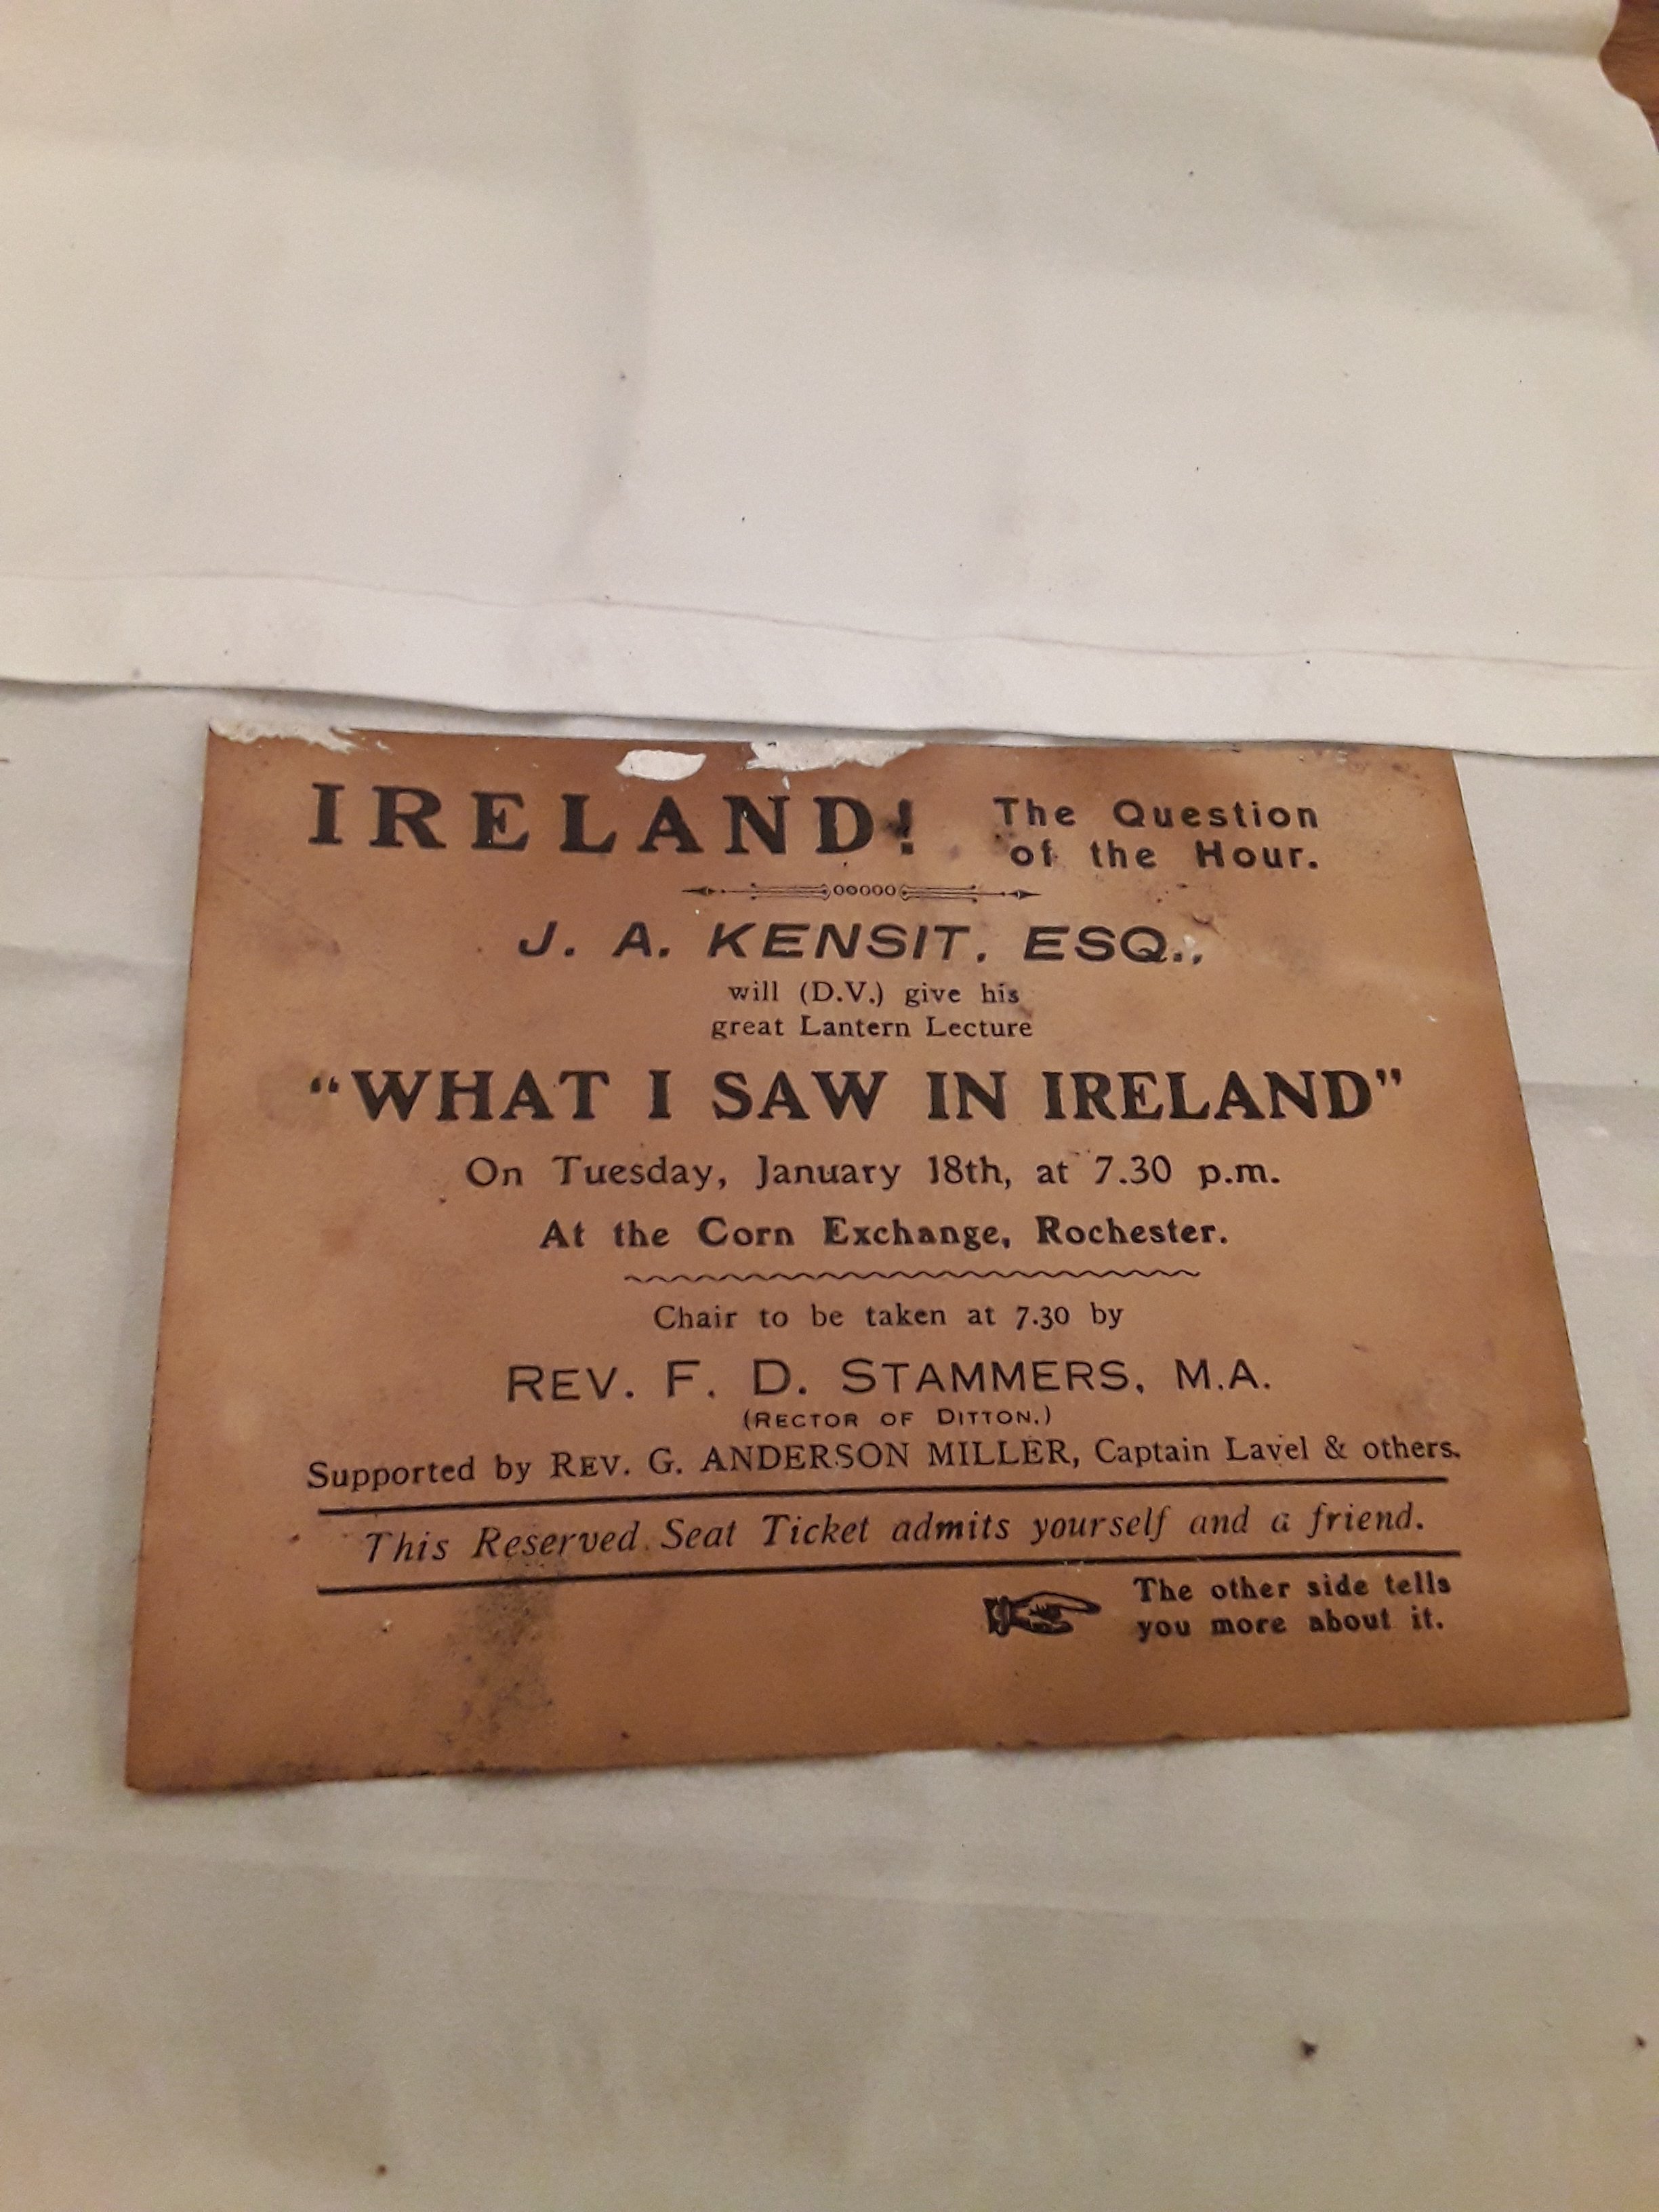 IRELAND! The Question
of the Hour.
J. A. KENSIT, ESQ.,
will (D.V.) give his
great Lantern Lecture
"WHAT I SAW IN IRELAND"
On Tuesday, January 18th, at 7.30 p.m.
At the Corn Exchange, Rochester.
Chair to be taken at 7.30 by
REV. F. D. STAMMERS, M.A.
(RECTOR OF DITTON.)
Supported by REV. G. ANDERSON MILLER, Captain Lavel & others.
This Reserved Seat Ticket admits yourself and a friend.
The other side tells
you more about it.